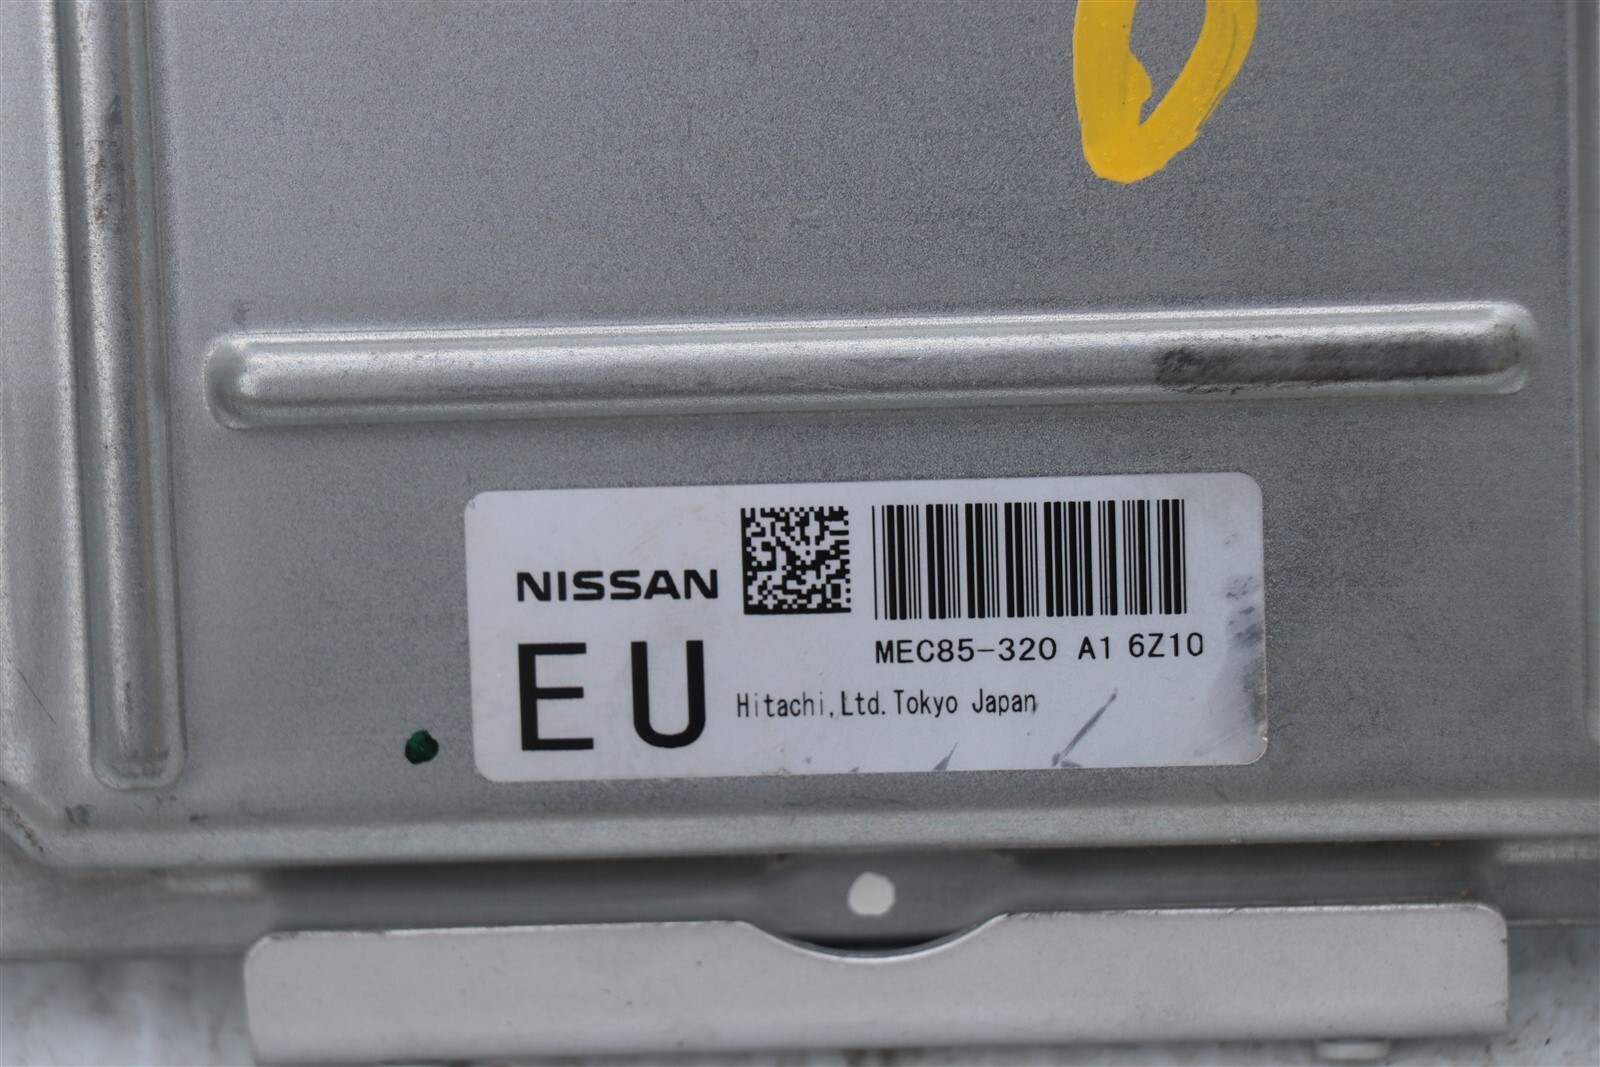 NISSAN
EU
MEC85-320 A1 6Z10
Hitachi,Ltd.Tokyo Japan